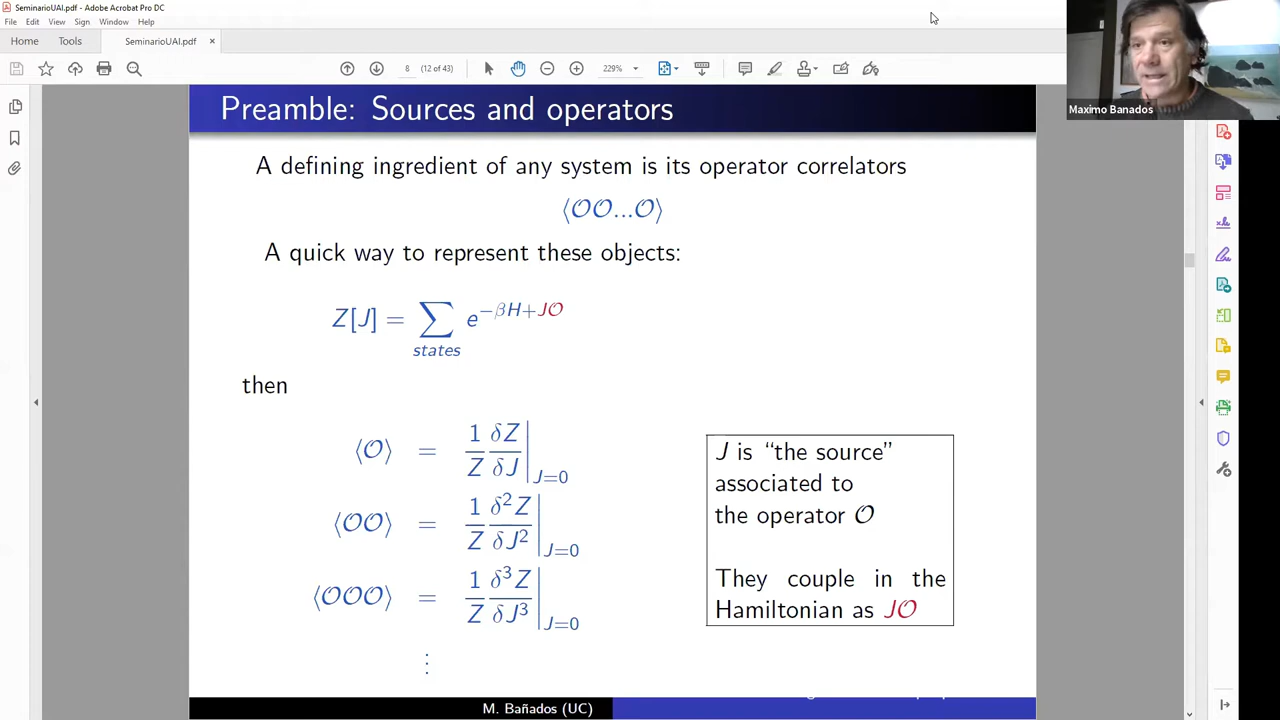 SeminarioUAI.pdf - Adobe Acrobat Pro DC
File Edit View Sign Window Help
Home Tools SeminarioUAI.pdf ×
8 (12 of 43) 229%
Maximo Banados
Preamble: Sources and operators
A defining ingredient of any system is its operator correlators
⟨𝒪𝒪...𝒪⟩
A quick way to represent these objects:
Z[J] = ∑ e^{-βH+J𝒪}
states
then
⟨𝒪⟩ = 1/Z δZ/δJ |_{J=0}
⟨𝒪𝒪⟩ = 1/Z δ²Z/δJ² |_{J=0}
⟨𝒪𝒪𝒪⟩ = 1/Z δ³Z/δJ³ |_{J=0}
⋮
J is “the source”
associated to
the operator 𝒪
They couple in the
Hamiltonian as J𝒪
M. Bañados (UC)